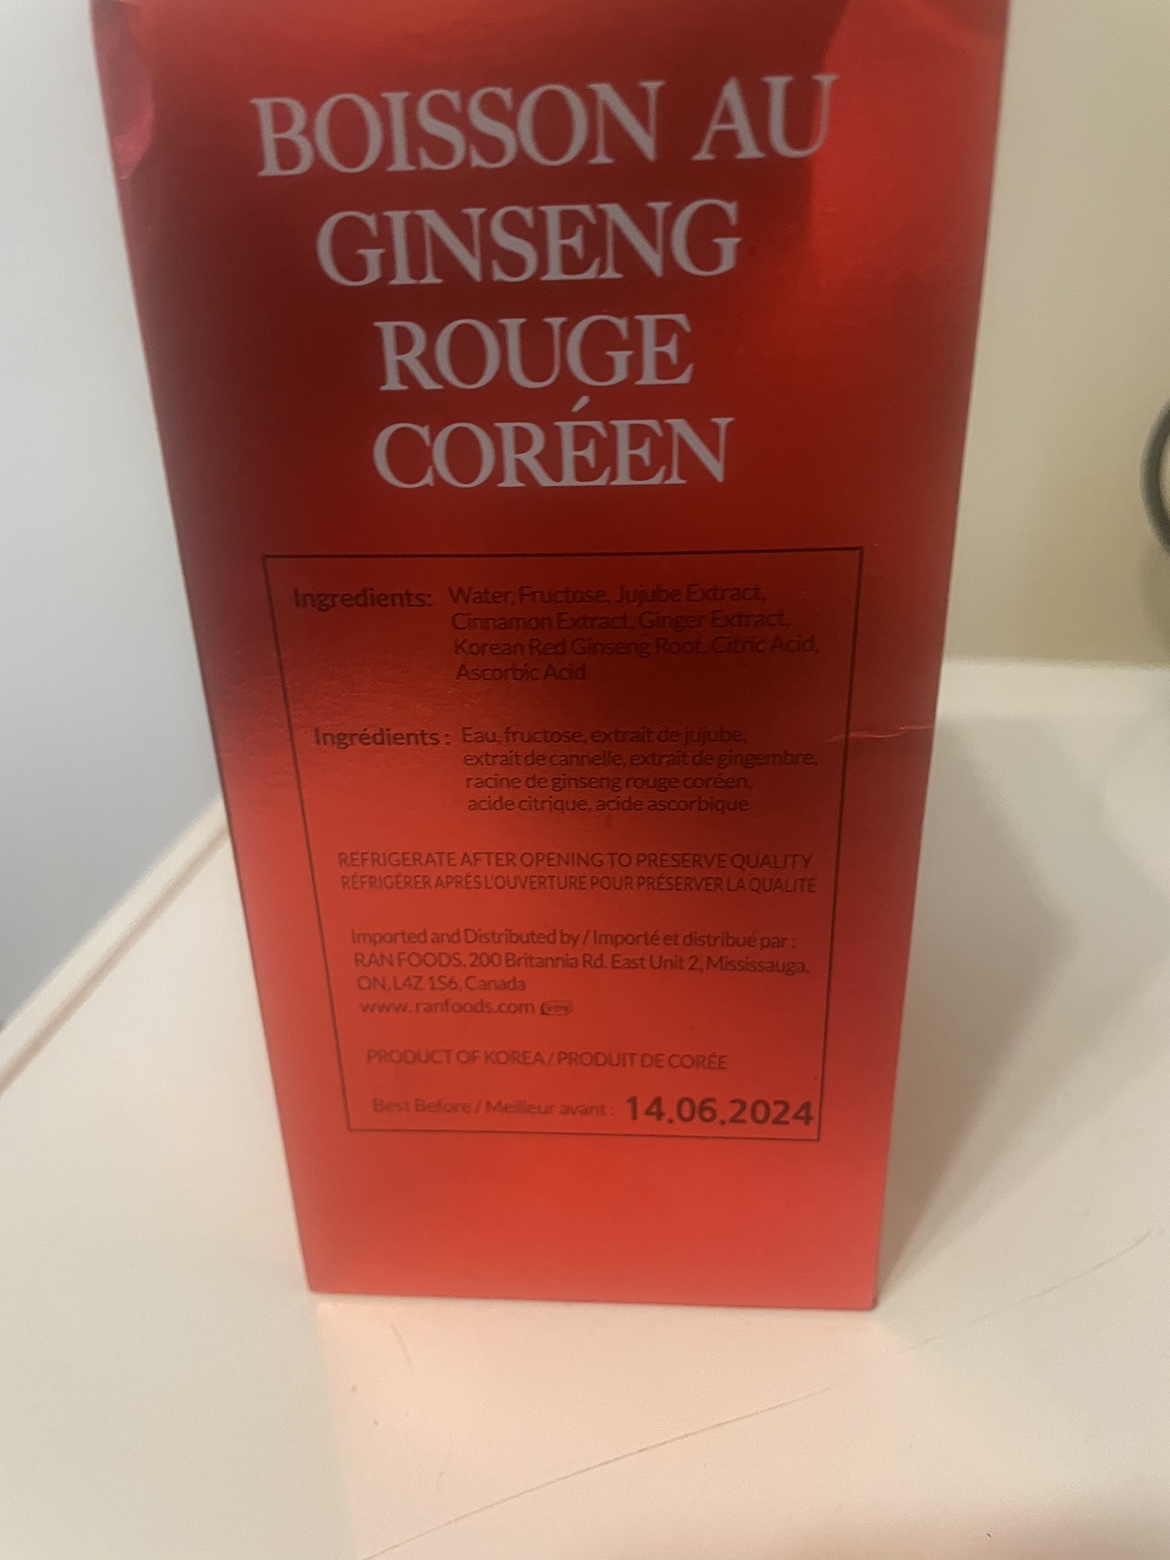 BOISSON AU
GINSENG
ROUGE
CORÉEN
Ingredients: Water, Fructose, Jujube Extract,
Cinnamon Extract, Ginger Extract,
Korean Red Ginseng Root, Citric Acid,
Ascorbic Acid
Ingrédients : Eau, fructose, extrait de jujube,
extrait de cannelle, extrait de gingembre,
racine de ginseng rouge coréen,
acide citrique, acide ascorbique
REFRIGERATE AFTER OPENING TO PRESERVE QUALITY
RÉFRIGÉRER APRÉS L'OUVERTURE POUR PRÉSERVER LA QUALITÉ
Imported and Distributed by / Importé et distribué par :
RAN FOODS, 200 Britannia Rd. East Unit 2, Mississauga,
ON, L4Z 1S6, Canada
www.ranfoods.com
PRODUCT OF KOREA / PRODUIT DE CORÉE
Best Before / Meilleur avant : 14.06.2024